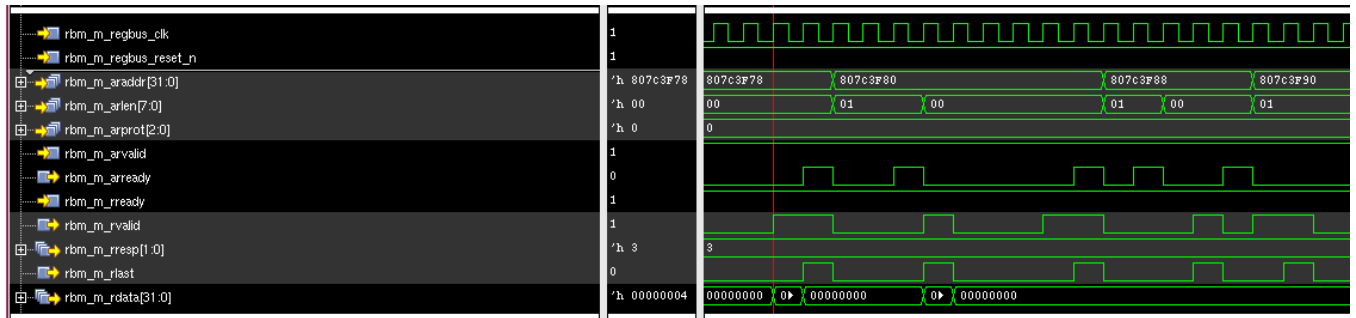 rbm_m_regbus_clk 1
rbm_m_regbus_reset_n 1
rbm_m_araddr[31:0] 'h 807c3F78 807c3F78 807c3F80 807c3F88 807c3F90
rbm_m_arlen[7:0] 'h 00 00 01 00 01 00 01
rbm_m_arprot[2:0] 'h 0 0
rbm_m_arvalid 1
rbm_m_arready 0
rbm_m_rready 1
rbm_m_rvalid 1
rbm_m_rresp[1:0] 'h 3 3
rbm_m_rlast 0
rbm_m_rdata[31:0] 'h 00000004 00000000 0 00000000 0 00000000